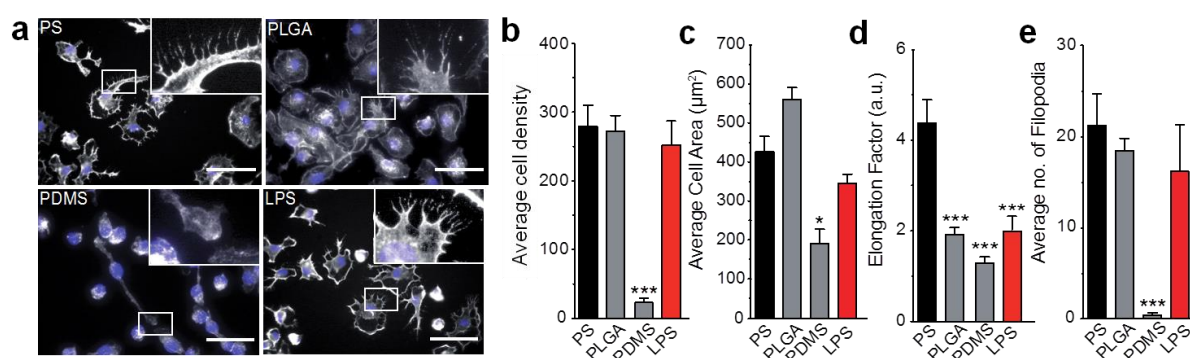 a
PS
PLGA
PDMS
LPS
b
Average cell density
400
300
200
100
0
***
PS
PLGA
PDMS
LPS
c
Average Cell Area (µm²)
700
600
500
400
300
200
100
0
*
PS
PLGA
PDMS
LPS
d
Elongation Factor (a.u.)
6
4
2
0
***
***
***
PS
PLGA
PDMS
LPS
e
Average no. of Filopodia
30
20
10
0
***
PS
PLGA
PDMS
LPS